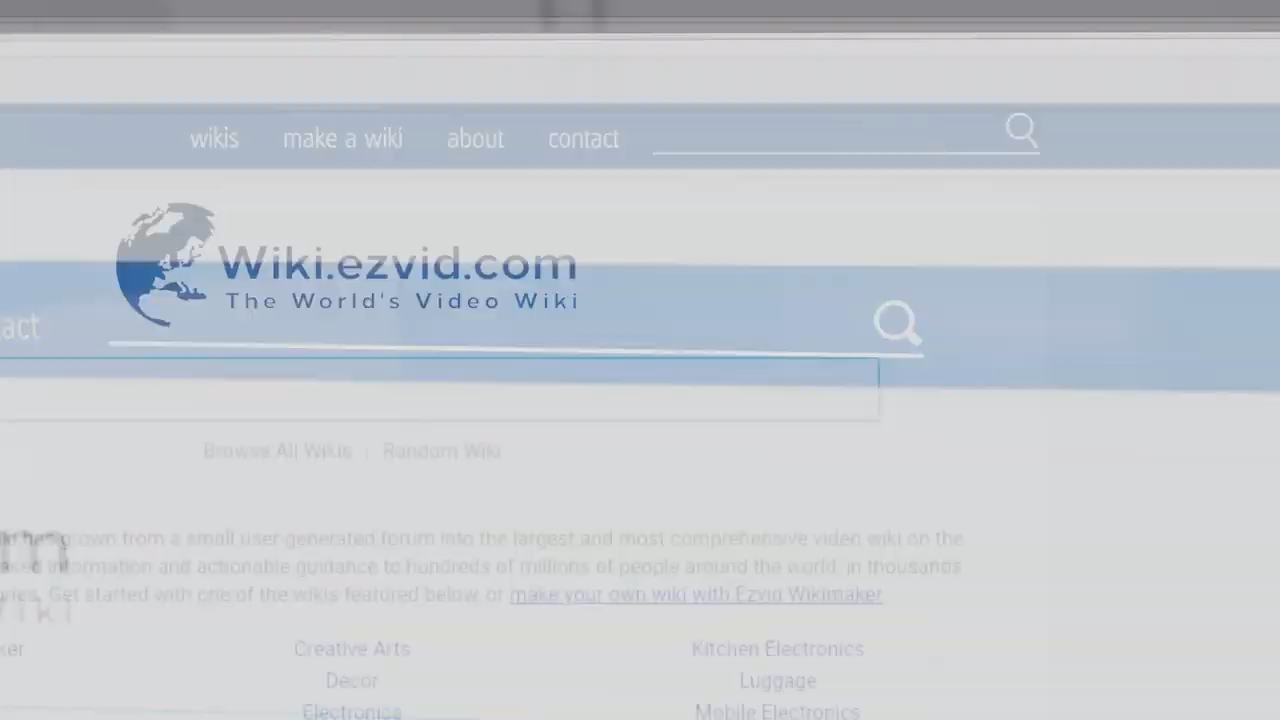 wikis make a wiki about contact
Wiki.ezvid.com
The World's Video Wiki
act
Browse All Wikis | Random Wiki
grown from a small user-generated forum into the largest and most comprehensive video wiki on the
information and actionable guidance to hundreds of millions of people around the world, in thousands
Get started with one of the wikis featured below, or make your own wiki with Ezvid Wikimaker
Creative Arts Kitchen Electronics
Decor Luggage
Electronics Mobile Electronics